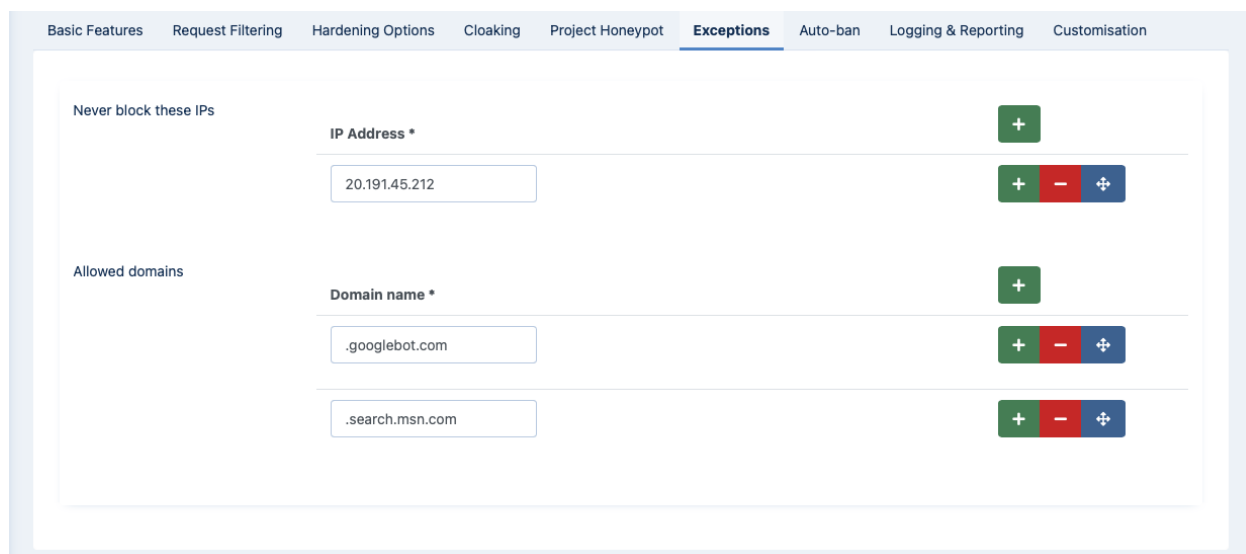 Basic Features Request Filtering Hardening Options Cloaking Project Honeypot Exceptions Auto-ban Logging & Reporting Customisation
Never block these IPs
IP Address *
20.191.45.212
Allowed domains
Domain name *
.googlebot.com
.search.msn.com